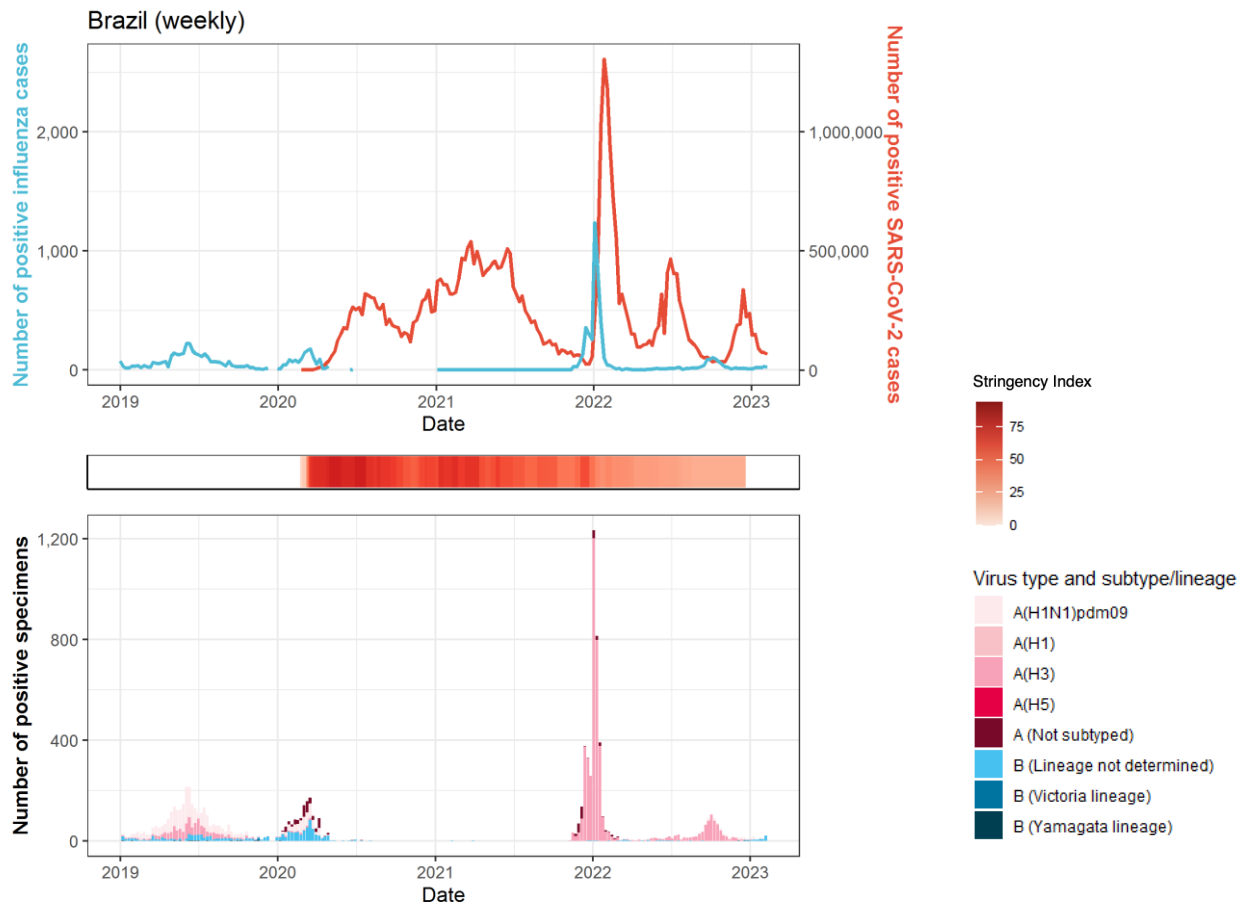 Brazil (weekly)
Number of positive influenza cases
2,000
1,000
0
1,000,000
500,000
0
Number of positive SARS-CoV-2 cases
2019
2020
2021
2022
2023
Date
Stringency Index
75
50
25
0
Number of positive specimens
1,200
800
400
0
2019
2020
2021
2022
2023
Date
Virus type and subtype/lineage
A(H1N1)pdm09
A(H1)
A(H3)
A(H5)
A (Not subtyped)
B (Lineage not determined)
B (Victoria lineage)
B (Yamagata lineage)